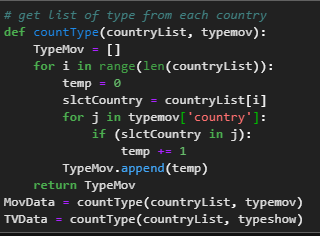 # get list of type from each country
def countType(countryList, typemov):
    TypeMov = []
    for i in range(len(countryList)):
        temp = 0
        slctCountry = countryList[i]
        for j in typemov['country']:
            if (slctCountry in j):
                temp += 1
        TypeMov.append(temp)
    return TypeMov
MovData = countType(countryList, typemov)
TVData = countType(countryList, typeshow)